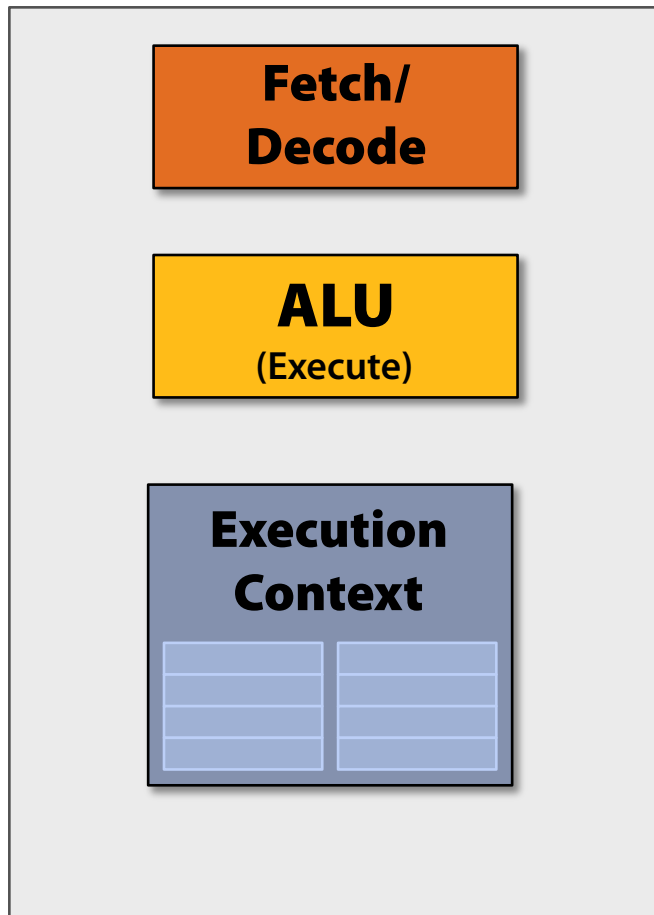 Fetch/
Decode
ALU
(Execute)
Execution
Context